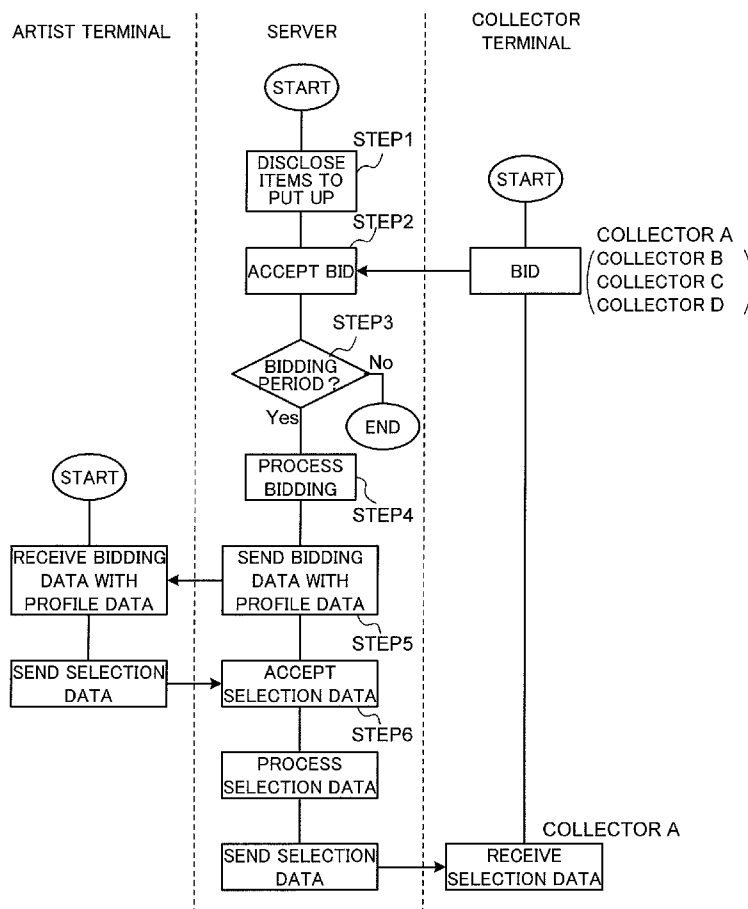 ARTIST TERMINAL
SERVER
COLLECTOR
TERMINAL
START
STEP1
DISCLOSE
ITEMS TO
PUT UP
START
STEP2
ACCEPT BID
BID
COLLECTOR A
COLLECTOR B
COLLECTOR C
COLLECTOR D
STEP3
BIDDING
PERIOD?
No
Yes
END
PROCESS
BIDDING
STEP4
START
RECEIVE BIDDING
DATA WITH
PROFILE DATA
SEND BIDDING
DATA WITH
PROFILE DATA
STEP5
SEND SELECTION
DATA
ACCEPT
SELECTION DATA
STEP6
PROCESS
SELECTION DATA
COLLECTOR A
SEND SELECTION
DATA
RECEIVE
SELECTION DATA